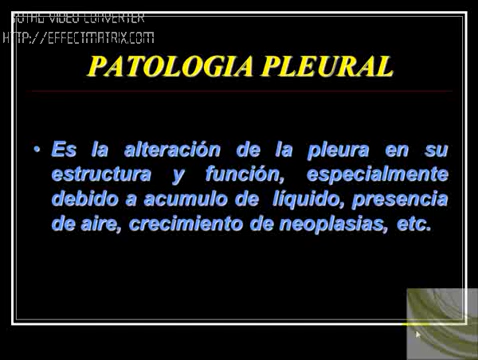 TOTAL VIDEO CONVERTER
HTTP://EFFECTMATRIX.COM
PATOLOGIA PLEURAL
• Es la alteración de la pleura en su
estructura y función, especialmente
debido a acumulo de líquido, presencia
de aire, crecimiento de neoplasias, etc.